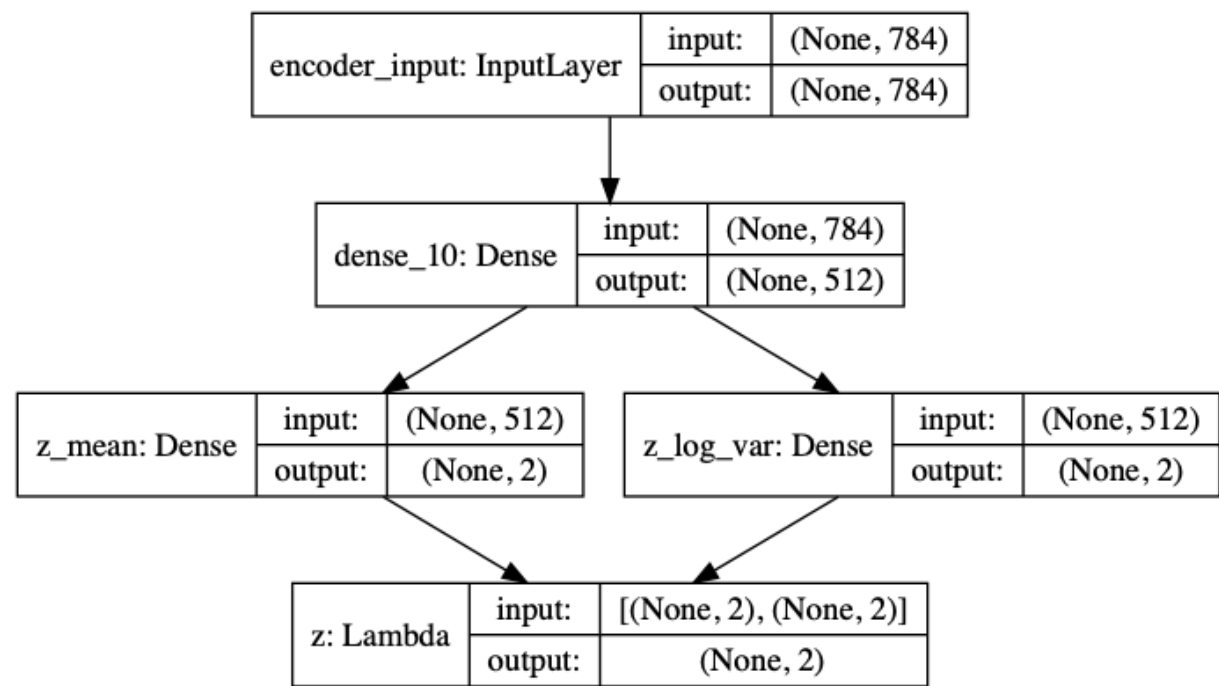 encoder_input: InputLayer
input: (None, 784)
output: (None, 784)
dense_10: Dense
input: (None, 784)
output: (None, 512)
z_mean: Dense
input: (None, 512)
output: (None, 2)
z_log_var: Dense
input: (None, 512)
output: (None, 2)
z: Lambda
input: [(None, 2), (None, 2)]
output: (None, 2)